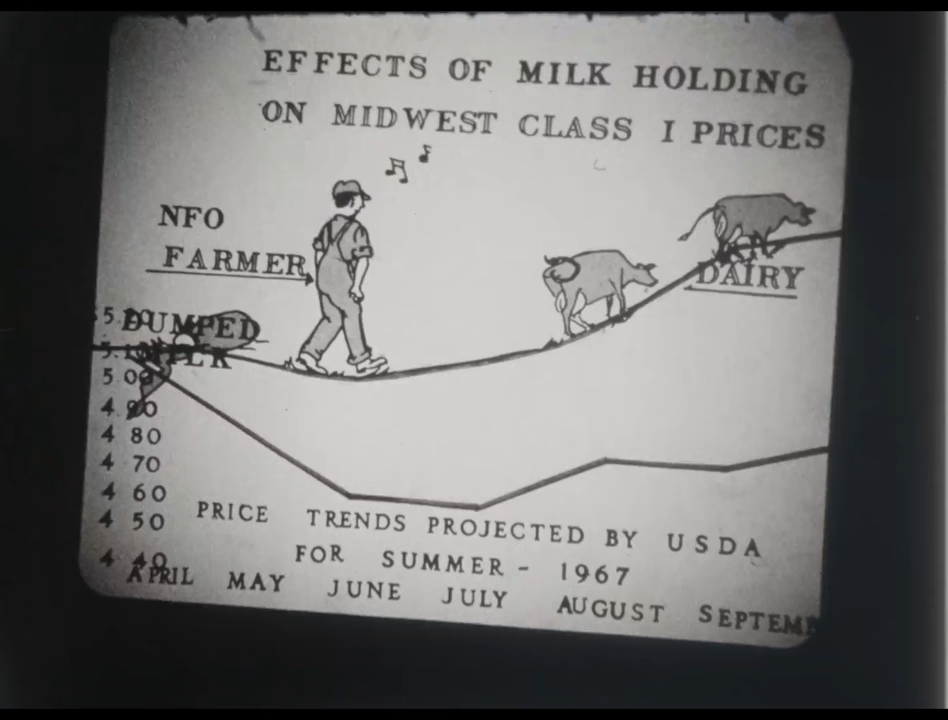 EFFECTS OF MILK HOLDING
ON MIDWEST CLASS I PRICES
NFO
FARMER
DAIRY
DUMPED
MILK
5.00
4 90
4 80
4 70
4 60
4 50
4 40
PRICE TRENDS PROJECTED BY USDA
FOR SUMMER - 1967
APRIL MAY JUNE JULY AUGUST SEPTEM